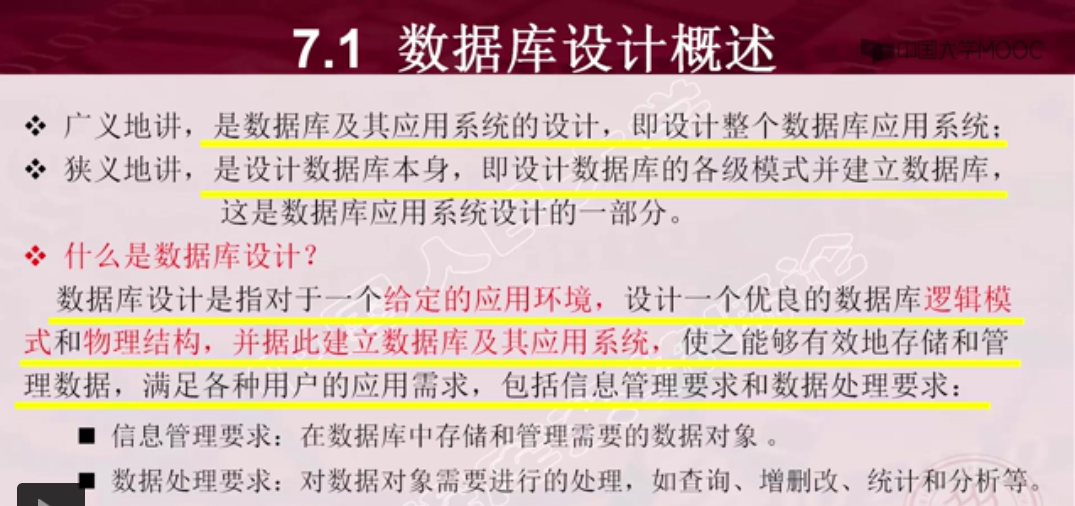 7.1 数据库设计概述
中国大学MOOC
❖ 广义地讲，是数据库及其应用系统的设计，即设计整个数据库应用系统；
❖ 狭义地讲，是设计数据库本身，即设计数据库的各级模式并建立数据库，
这是数据库应用系统设计的一部分。
❖ 什么是数据库设计？
数据库设计是指对于一个给定的应用环境，设计一个优良的数据库逻辑模
式和物理结构，并据此建立数据库及其应用系统，使之能够有效地存储和管
理数据，满足各种用户的应用需求，包括信息管理要求和数据处理要求：
■ 信息管理要求：在数据库中存储和管理需要的数据对象 。
■ 数据处理要求：对数据对象需要进行的处理，如查询、增删改、统计和分析等。